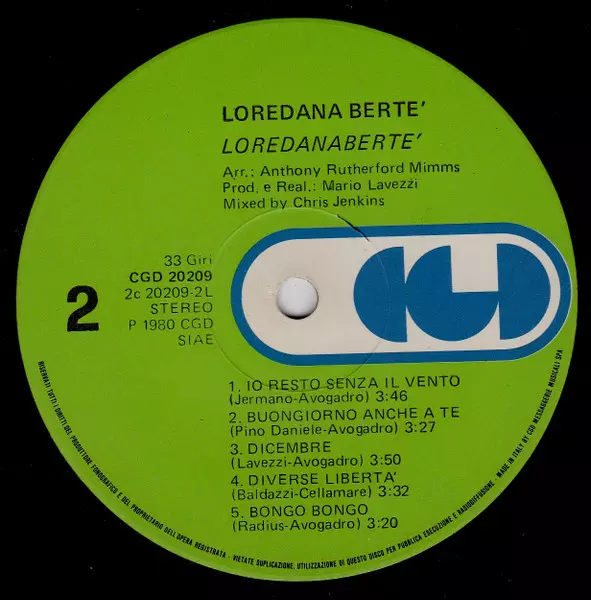 LOREDANA BERTE'
LOREDANABERTE'
Arr.: Anthony Rutherford Mimms
Prod. e Real.: Mario Lavezzi
Mixed by Chris Jenkins
33 Giri
CGD 20209
2c 20209-2L
STEREO
P 1980 CGD
SIAE
2
CGD
1. IO RESTO SENZA IL VENTO
(Jermano-Avogadro) 3:46
2. BUONGIORNO ANCHE A TE
(Pino Daniele-Avogadro) 3:27
3. DICEMBRE
(Lavezzi-Avogadro) 3:50
4. DIVERSE LIBERTA'
(Baldazzi-Cellamare) 3:32
5. BONGO BONGO
(Radius-Avogadro) 3:20
RISERVATI TUTTI I DIRITTI DEL PRODUTTORE FONOGRAFICO E DEL PROPRIETARIO DELL'OPERA REGISTRATA - VIETATE DUPLICAZIONE, UTILIZZAZIONE DI QUESTO DISCO PER PUBBLICA ESECUZIONE E RADIODIFFUSIONE. - MADE IN ITALY BY CGD MESSAGGERIE MUSICALI SPA